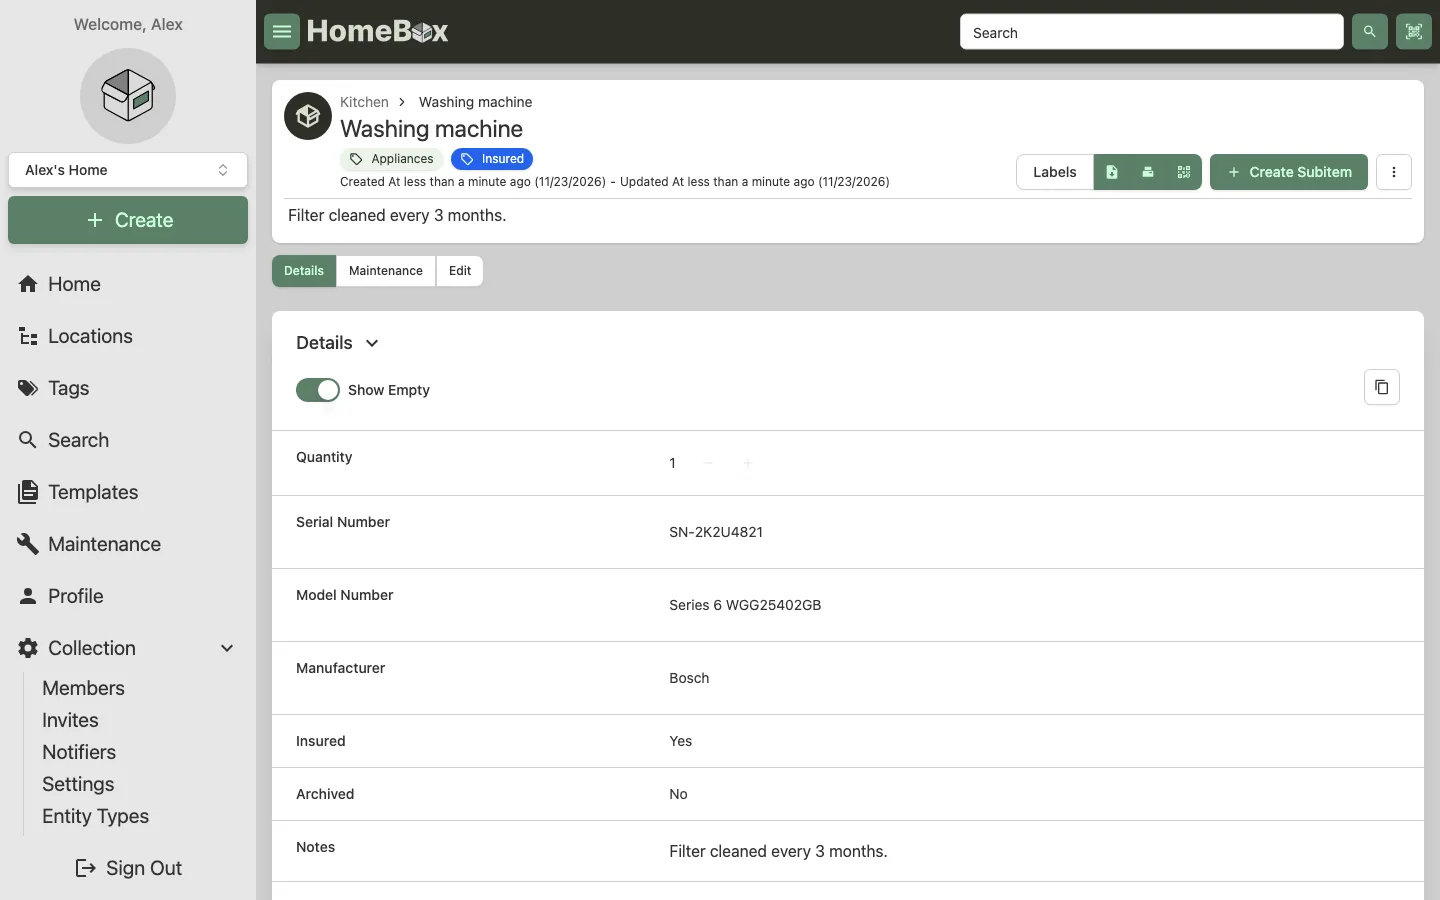 Welcome, Alex
Alex's Home
Create
Home
Locations
Tags
Search
Templates
Maintenance
Profile
Collection
Members
Invites
Notifiers
Settings
Entity Types
Sign Out
HomeBox
Search
Kitchen > Washing machine
Washing machine
Appliances Insured
Created At less than a minute ago (11/23/2026) - Updated At less than a minute ago (11/23/2026)
Labels
Create Subitem
Filter cleaned every 3 months.
Details Maintenance Edit
Details
Show Empty
Quantity 1 - +
Serial Number SN-2K2U4821
Model Number Series 6 WGG25402GB
Manufacturer Bosch
Insured Yes
Archived No
Notes Filter cleaned every 3 months.